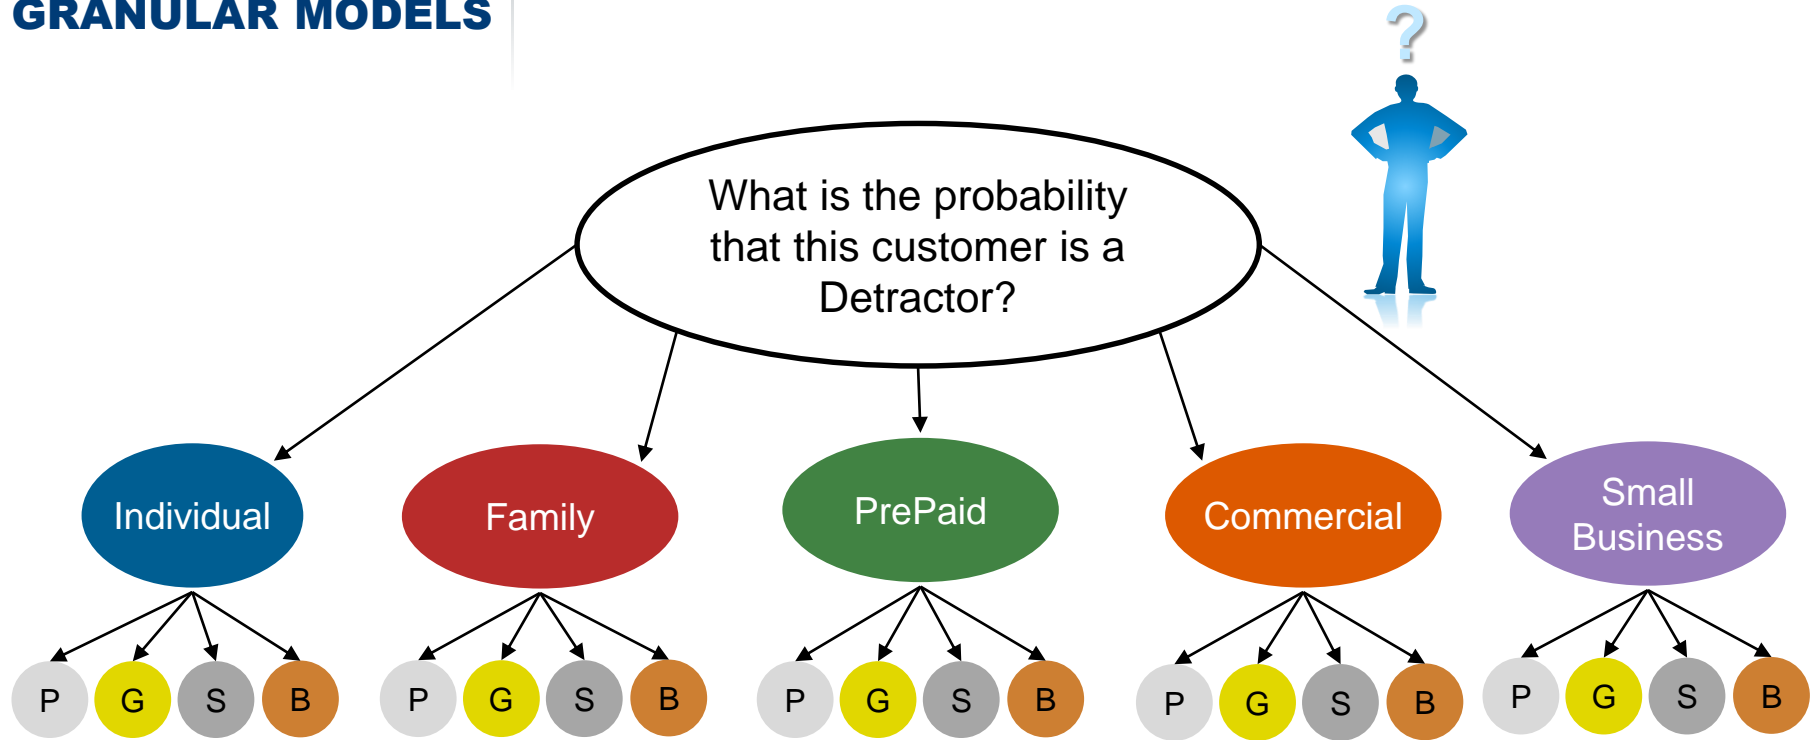 GRANULAR MODELS
?
What is the probability
that this customer is a
Detractor?
Individual
Family
PrePaid
Commercial
Small
Business
P G S B
P G S B
P G S B
P G S B
P G S B